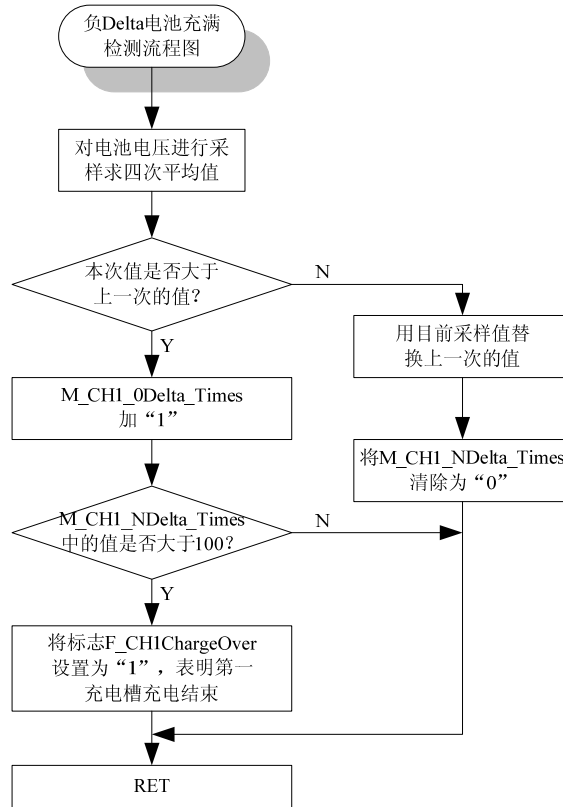 负Delta电池充满
检测流程图
对电池电压进行采
样求四次平均值
本次值是否大于
上一次的值？
N
Y
用目前采样值替
换上一次的值
M_CH1_0Delta_Times
加“1”
将M_CH1_NDelta_Times
清除为“0”
M_CH1_NDelta_Times
中的值是否大于100？
N
Y
将标志F_CH1ChargeOver
设置为“1”，表明第一
充电槽充电结束
RET